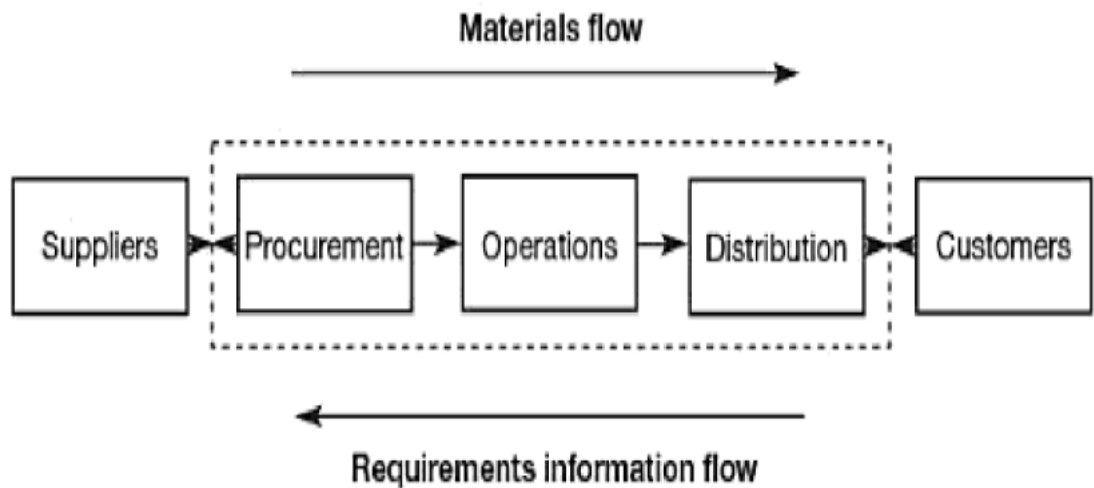 Materials flow
Suppliers
Procurement
Operations
Distribution
Customers
Requirements information flow